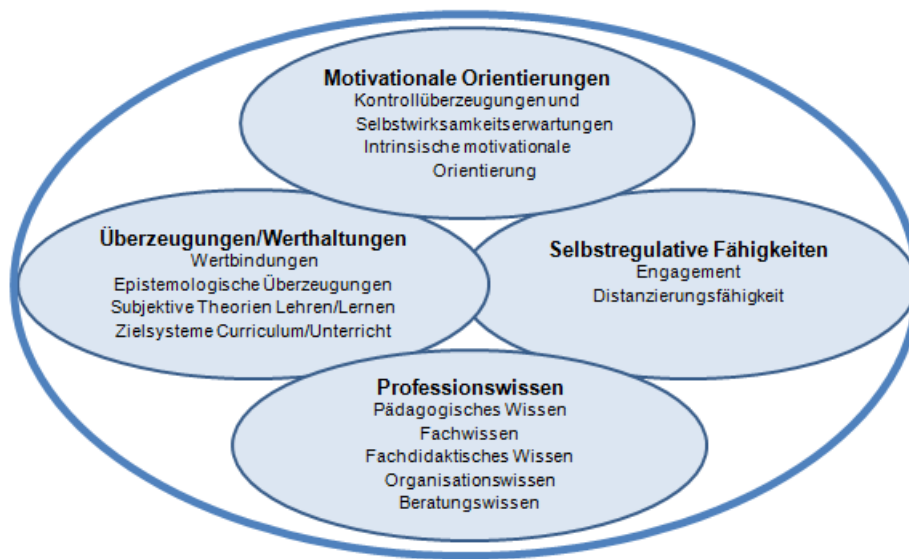 Motivationale Orientierungen
Kontrollüberzeugungen und
Selbstwirksamkeitserwartungen
Intrinsische motivationale
Orientierung
Überzeugungen/Werthaltungen
Wertbindungen
Epistemologische Überzeugungen
Subjektive Theorien Lehren/Lernen
Zielsysteme Curriculum/Unterricht
Selbstregulative Fähigkeiten
Engagement
Distanzierungsfähigkeit
Professionswissen
Pädagogisches Wissen
Fachwissen
Fachdidaktisches Wissen
Organisationswissen
Beratungswissen